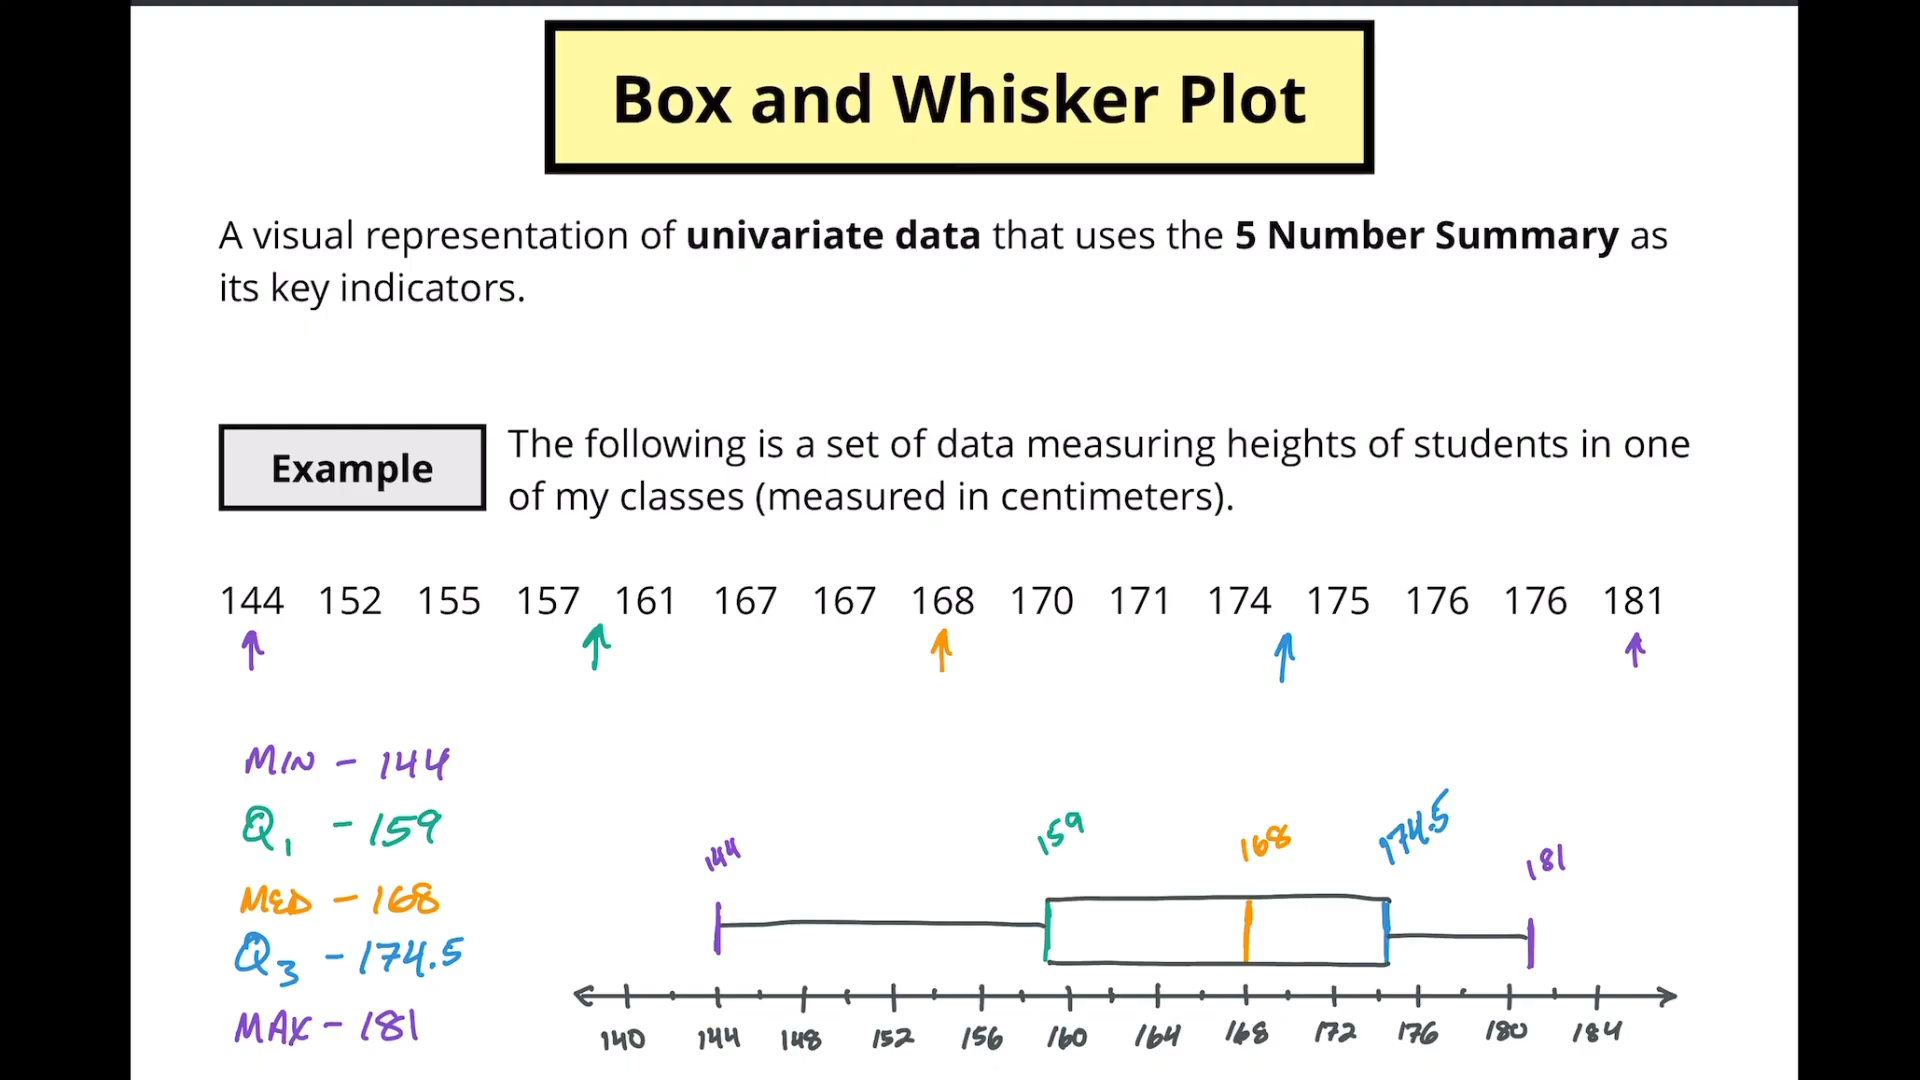 Box and Whisker Plot
A visual representation of univariate data that uses the 5 Number Summary as
its key indicators.
Example
The following is a set of data measuring heights of students in one
of my classes (measured in centimeters).
144 152 155 157 161 167 167 168 170 171 174 175 176 176 181
MIN - 144
Q1 - 159
MED - 168
Q3 - 174.5
MAX - 181
144 159 168 174.5 181
140 144 148 152 156 160 164 168 172 176 180 184